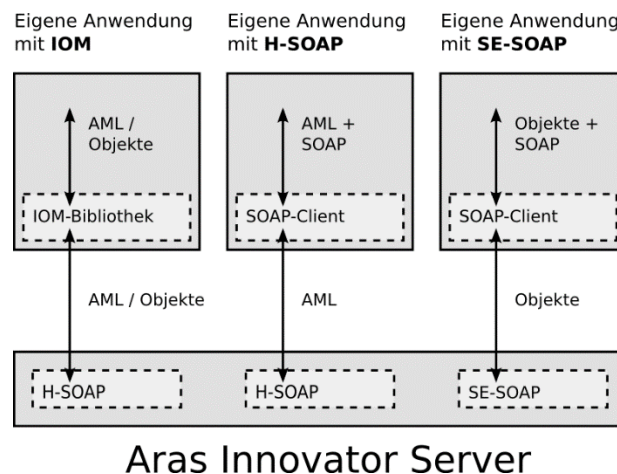 Eigene Anwendung
mit IOM
Eigene Anwendung
mit H-SOAP
Eigene Anwendung
mit SE-SOAP
AML /
Objekte
AML +
SOAP
Objekte +
SOAP
IOM-Bibliothek
SOAP-Client
SOAP-Client
AML / Objekte
AML
Objekte
H-SOAP
H-SOAP
SE-SOAP
Aras Innovator Server